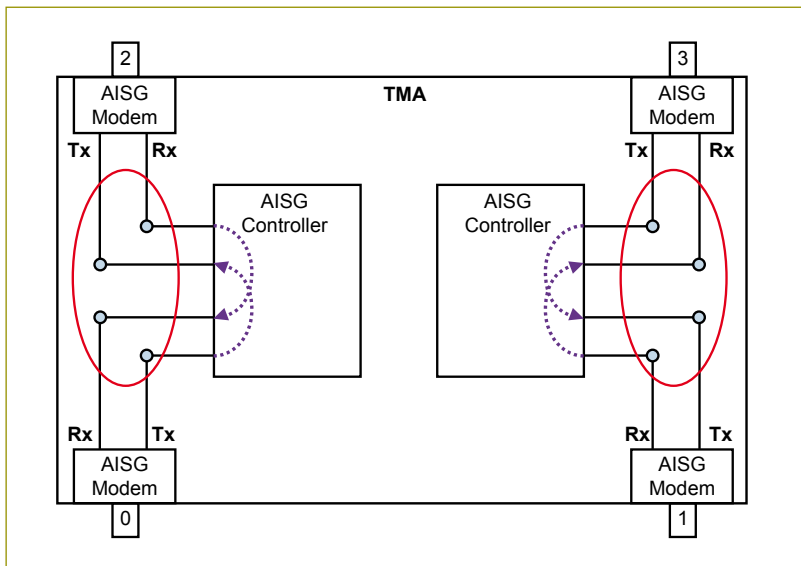 2
3
AISG
Modem
TMA
AISG
Modem
Tx
Rx
Tx
Rx
AISG
Controller
AISG
Controller
Rx
Tx
Rx
Tx
AISG
Modem
AISG
Modem
0
1